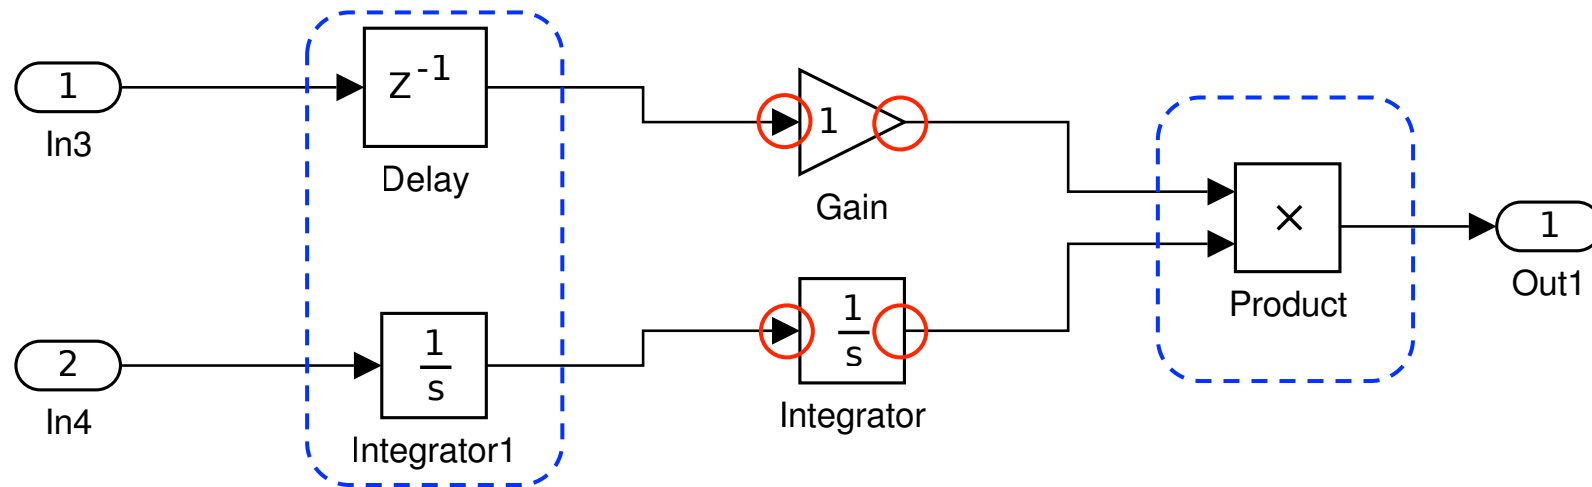 1
In3
Z-1
Delay
1
Gain
×
Product
1
Out1
2
In4
1
s
Integrator1
1
s
Integrator